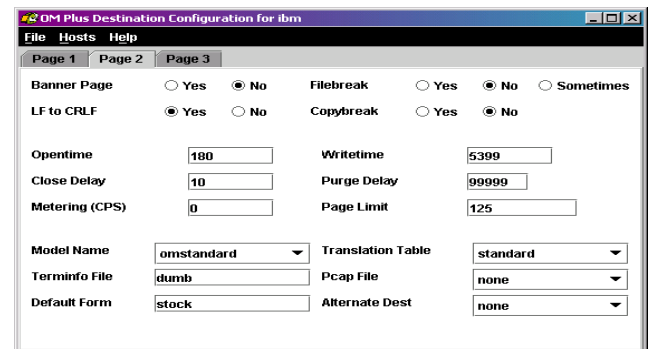 OM Plus Destination Configuration for ibm
File Hosts Help
Page 1 Page 2 Page 3
Banner Page Yes No Filebreak Yes No Sometimes
LF to CRLF Yes No Copybreak Yes No
Opentime 180 Writetime 5399
Close Delay 10 Purge Delay 99999
Metering (CPS) 0 Page Limit 125
Model Name omstandard Translation Table standard
Terminfo File dumb Pcap File none
Default Form stock Alternate Dest none